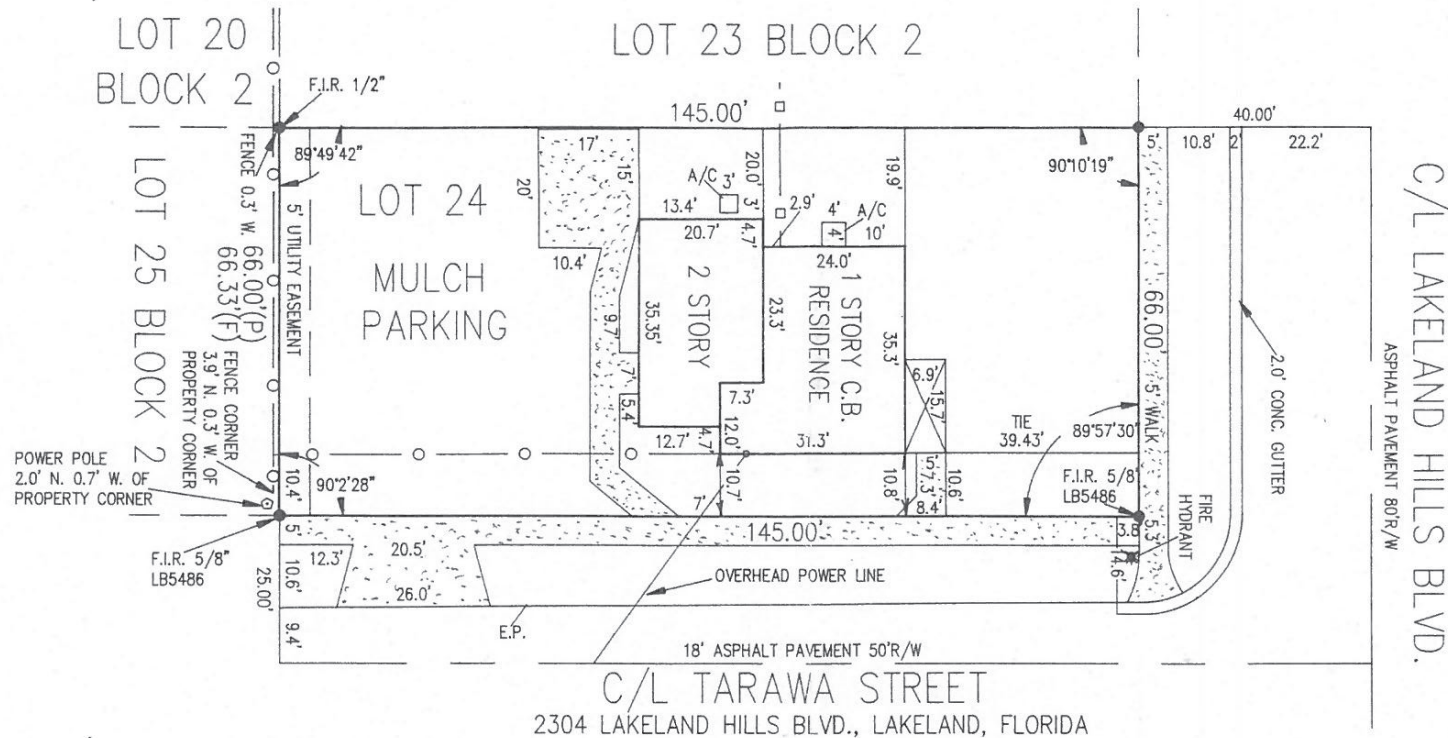 LOT 20
BLOCK 2
LOT 23 BLOCK 2
F.I.R. 1/2"
145.00'
40.00'
5'
10.8'
2'
22.2'
FENCE 0.3' W.
89°49'42"
90°10'19"
17'
15'
20'
20.0'
19.9'
A/C
3'
3'
13.4'
20.7'
4.7'
2.9'
4'
4'
A/C
10'
24.0'
LOT 24
MULCH
PARKING
10.4'
9.7'
7'
5.4'
35.35'
2 STORY
23.3'
1 STORY C.B.
RESIDENCE
35.3'
6.9'
15.7'
7.3'
12.0'
4.7'
12.7'
31.3'
LOT 25 BLOCK 2
66.00'(P)
66.33'(F)
5' UTILITY EASEMENT
FENCE CORNER
3.9' N. 0.3' W. OF
PROPERTY CORNER
POWER POLE
2.0' N. 0.7' W. OF
PROPERTY CORNER
10.4'
90°2'28"
7'
10.7'
10.8'
5'
7.3'
8.4'
10.6'
TIE
39.43'
89°57'30"
66.00'
5' WALK
F.I.R. 5/8'
LB5486
FIRE
HYDRANT
2.0' CONC. GUTTER
ASPHALT PAVEMENT 80'R/W
C/L LAKELAND HILLS BLVD.
F.I.R. 5/8"
LB5486
5'
145.00'
3.8
5.3'
14.6'
12.3'
20.5'
26.0'
10.6'
25.00'
9.4'
OVERHEAD POWER LINE
E.P.
18' ASPHALT PAVEMENT 50'R/W
C/L TARAWA STREET
2304 LAKELAND HILLS BLVD., LAKELAND, FLORIDA